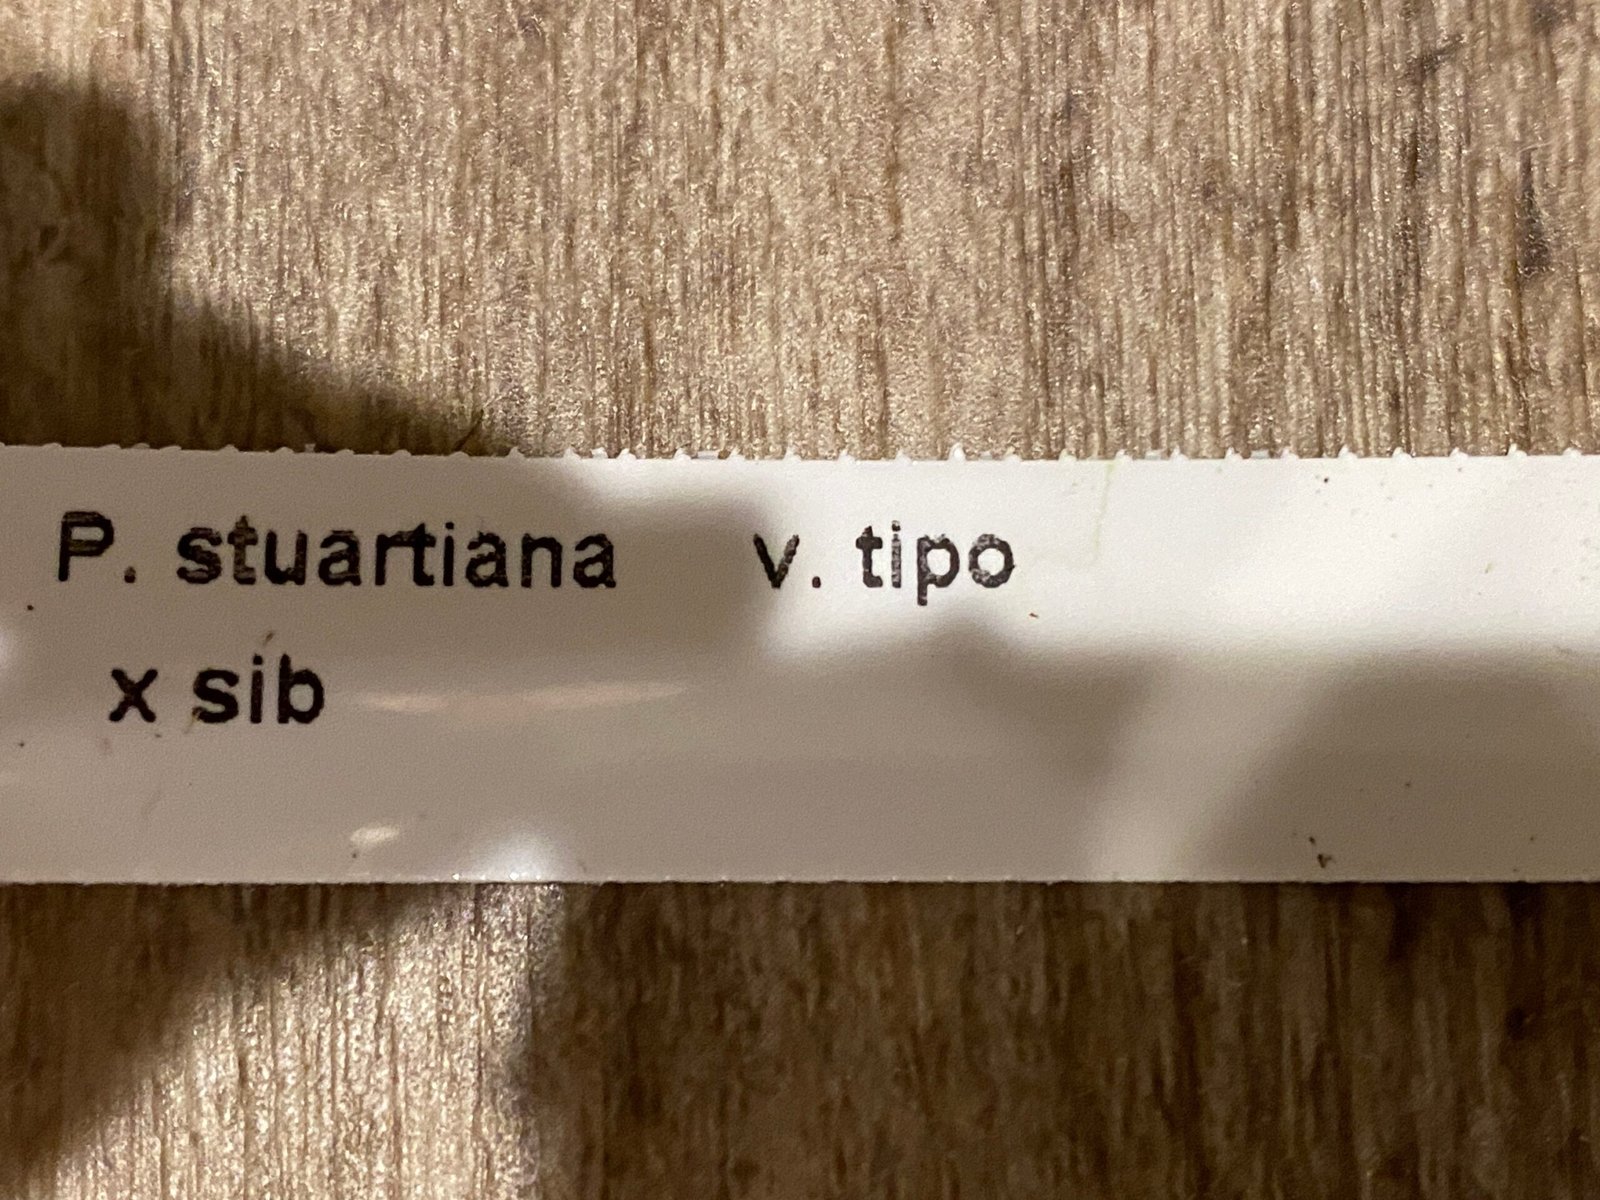 P. stuartiana v. tipo
x sib